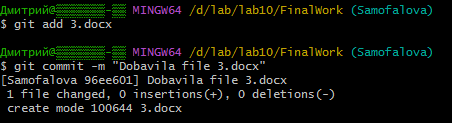 Дмитрий@ MINGW64 /d/lab/lab10/FinalWork (Samofalova)
$ git add 3.docx
Дмитрий@ MINGW64 /d/lab/lab10/FinalWork (Samofalova)
$ git commit -m "Dobavila file 3.docx"
[Samofalova 96ee601] Dobavila file 3.docx
1 file changed, 0 insertions(+), 0 deletions(-)
create mode 100644 3.docx